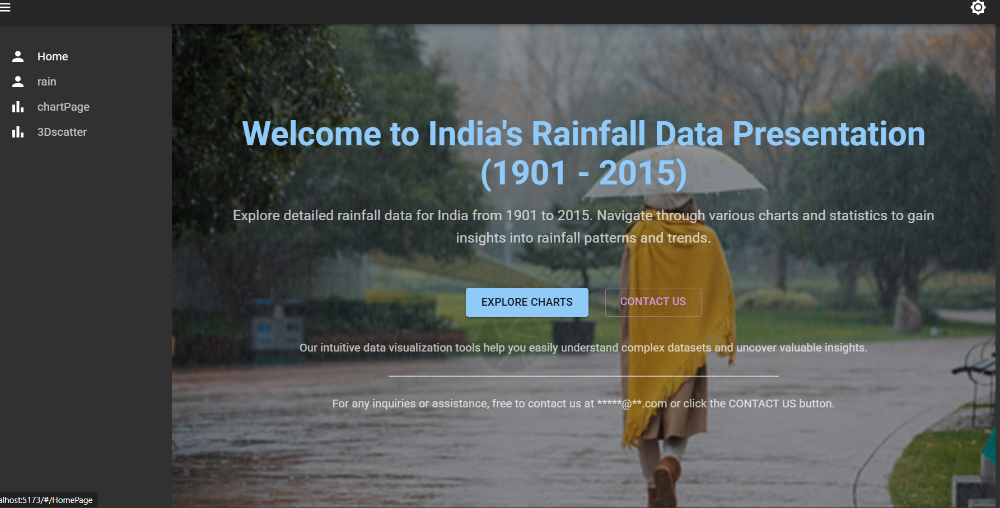 Home
rain
chartPage
3Dscatter
Welcome to India's Rainfall Data Presentation
(1901 - 2015)
Explore detailed rainfall data for India from 1901 to 2015. Navigate through various charts and statistics to gain
insights into rainfall patterns and trends.
EXPLORE CHARTS
CONTACT US
Our intuitive data visualization tools help you easily understand complex datasets and uncover valuable insights.
For any inquiries or assistance, free to contact us at *****@**.com or click the CONTACT US button.
alhost:5173/#/HomePage